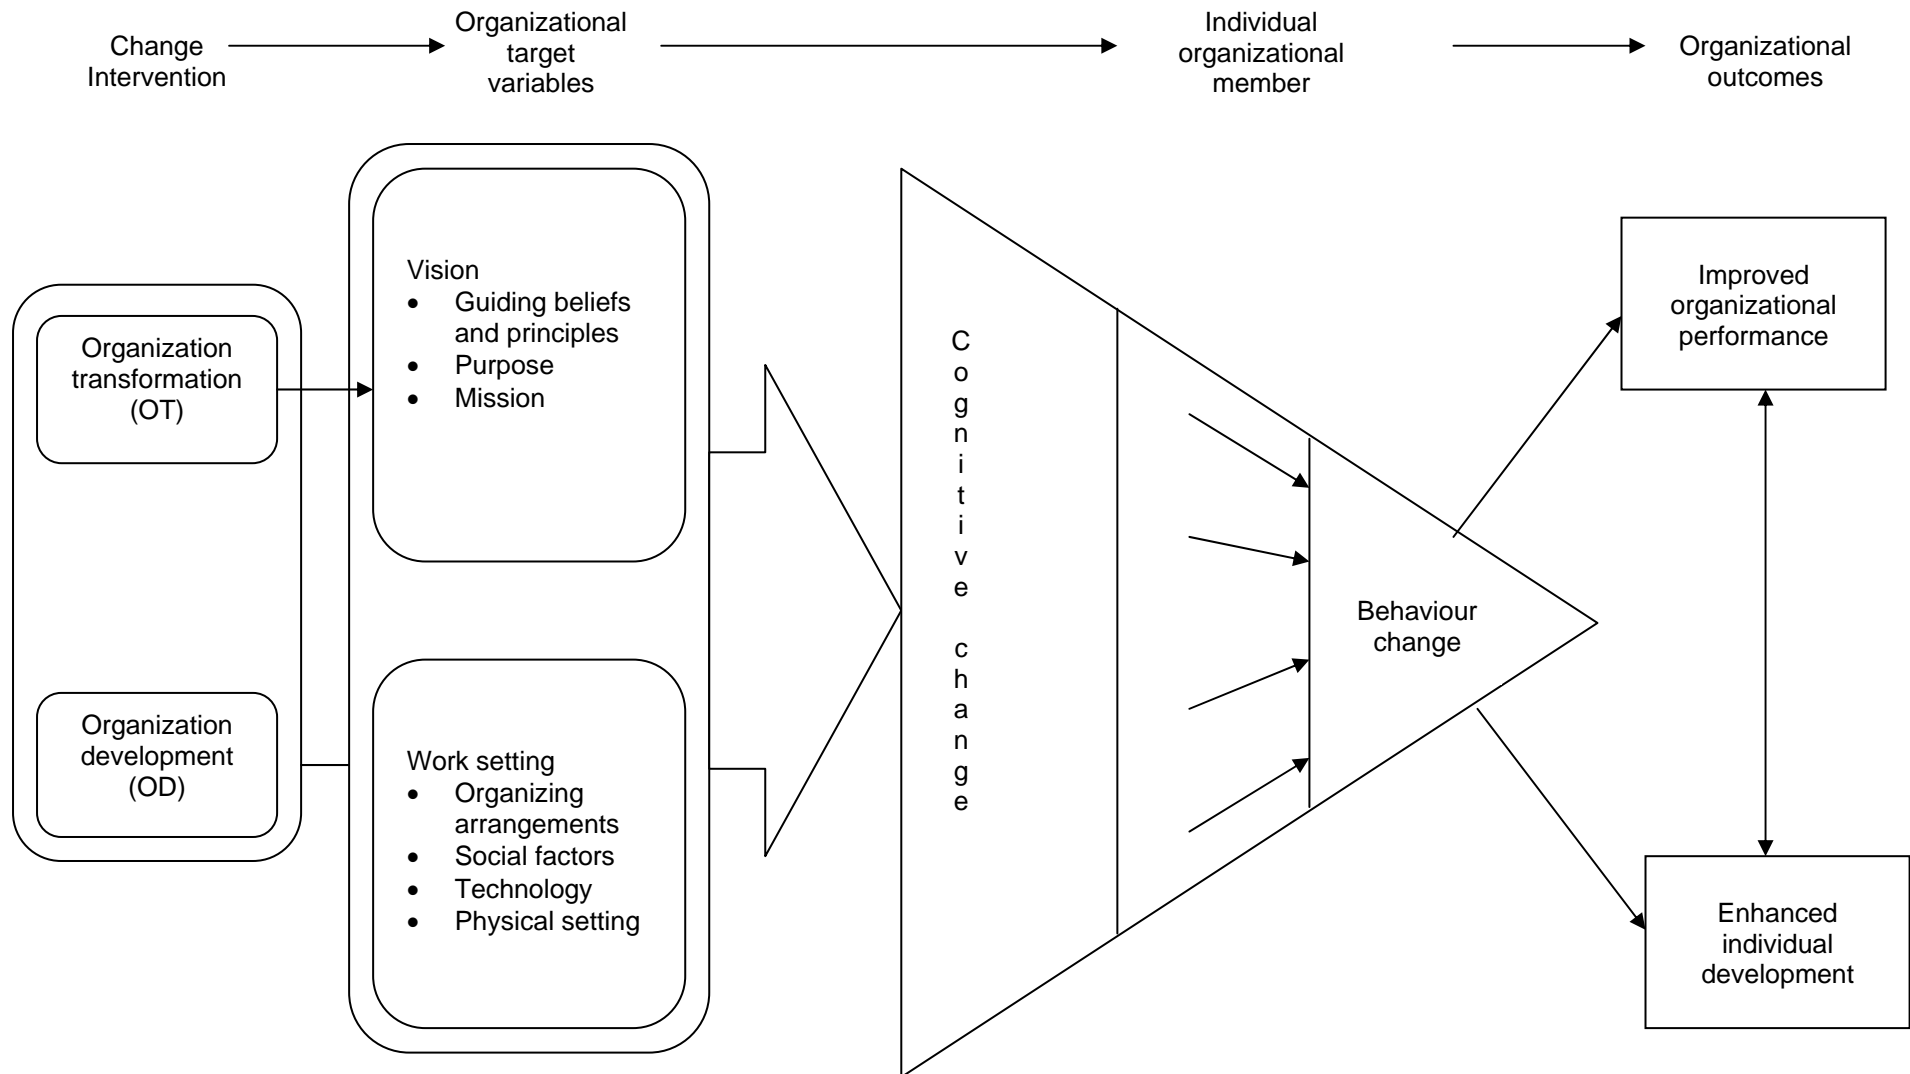 Change
Intervention
Organizational
target
variables
Individual
organizational
member
Organizational
outcomes
Organization
transformation
(OT)
Organization
development
(OD)
Vision
• Guiding beliefs
and principles
• Purpose
• Mission
Work setting
• Organizing
arrangements
• Social factors
• Technology
• Physical setting
Cognitive change
Behaviour
change
Improved
organizational
performance
Enhanced
individual
development